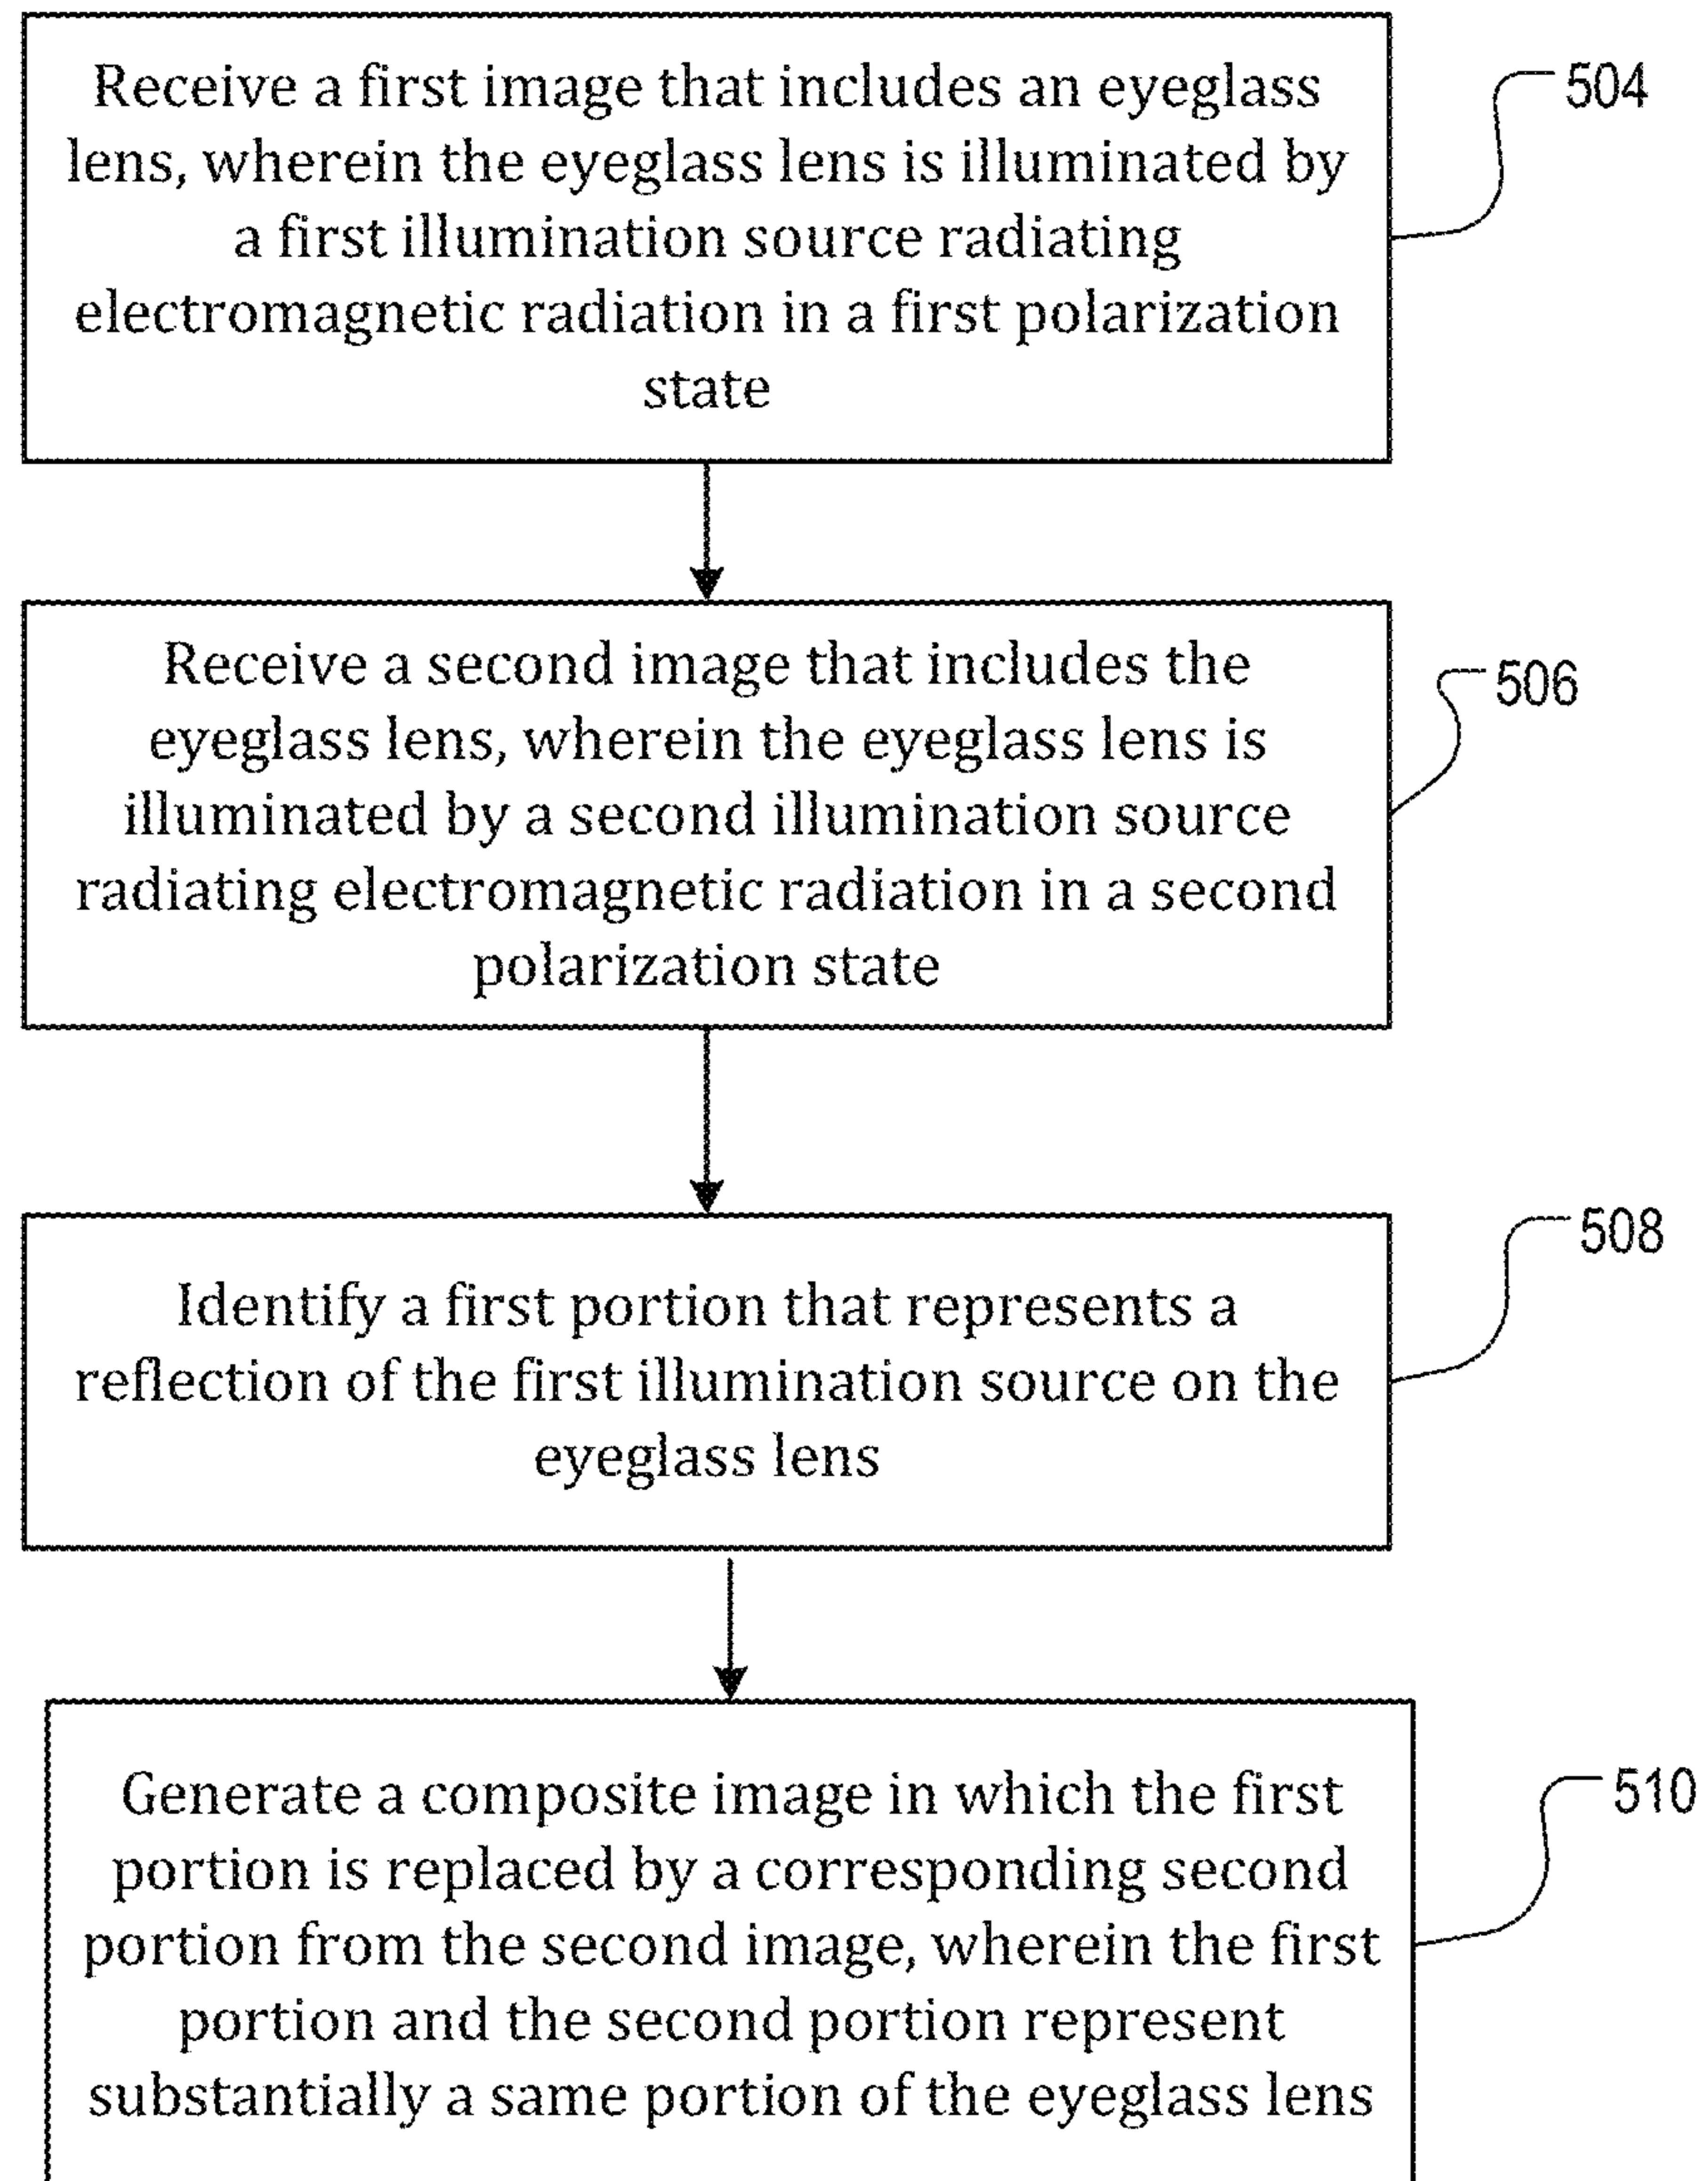 Receive a first image that includes an eyeglass
lens, wherein the eyeglass lens is illuminated by
a first illumination source radiating
electromagnetic radiation in a first polarization
state
504
Receive a second image that includes the
eyeglass lens, wherein the eyeglass lens is
illuminated by a second illumination source
radiating electromagnetic radiation in a second
polarization state
506
Identify a first portion that represents a
reflection of the first illumination source on the
eyeglass lens
508
Generate a composite image in which the first
portion is replaced by a corresponding second
portion from the second image, wherein the first
portion and the second portion represent
substantially a same portion of the eyeglass lens
510